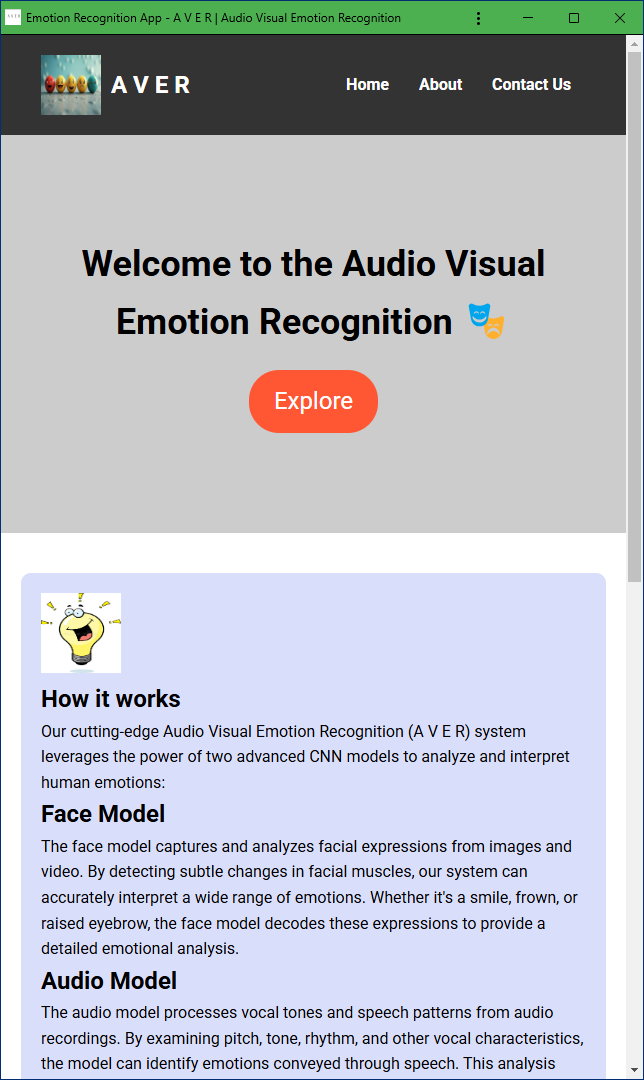 Emotion Recognition App - A V E R | Audio Visual Emotion Recognition
A V E R
Home About Contact Us
Welcome to the Audio Visual
Emotion Recognition
Explore
How it works
Our cutting-edge Audio Visual Emotion Recognition (A V E R) system
leverages the power of two advanced CNN models to analyze and interpret
human emotions:
Face Model
The face model captures and analyzes facial expressions from images and
video. By detecting subtle changes in facial muscles, our system can
accurately interpret a wide range of emotions. Whether it's a smile, frown, or
raised eyebrow, the face model decodes these expressions to provide a
detailed emotional analysis.
Audio Model
The audio model processes vocal tones and speech patterns from audio
recordings. By examining pitch, tone, rhythm, and other vocal characteristics,
the model can identify emotions conveyed through speech. This analysis